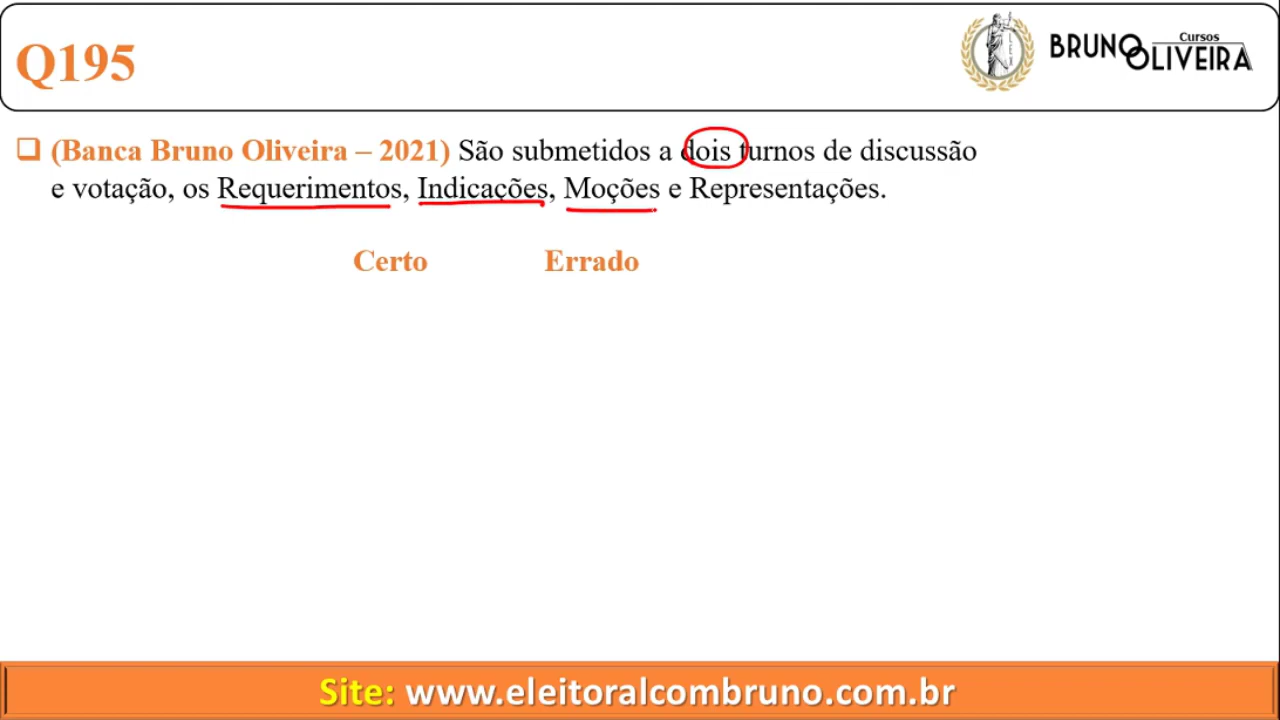 Q195
Cursos
BRUNO
OLIVEIRA
(Banca Bruno Oliveira – 2021) São submetidos a dois turnos de discussão
e votação, os Requerimentos, Indicações, Moções e Representações.
Certo Errado
Site: www.eleitoralcombruno.com.br